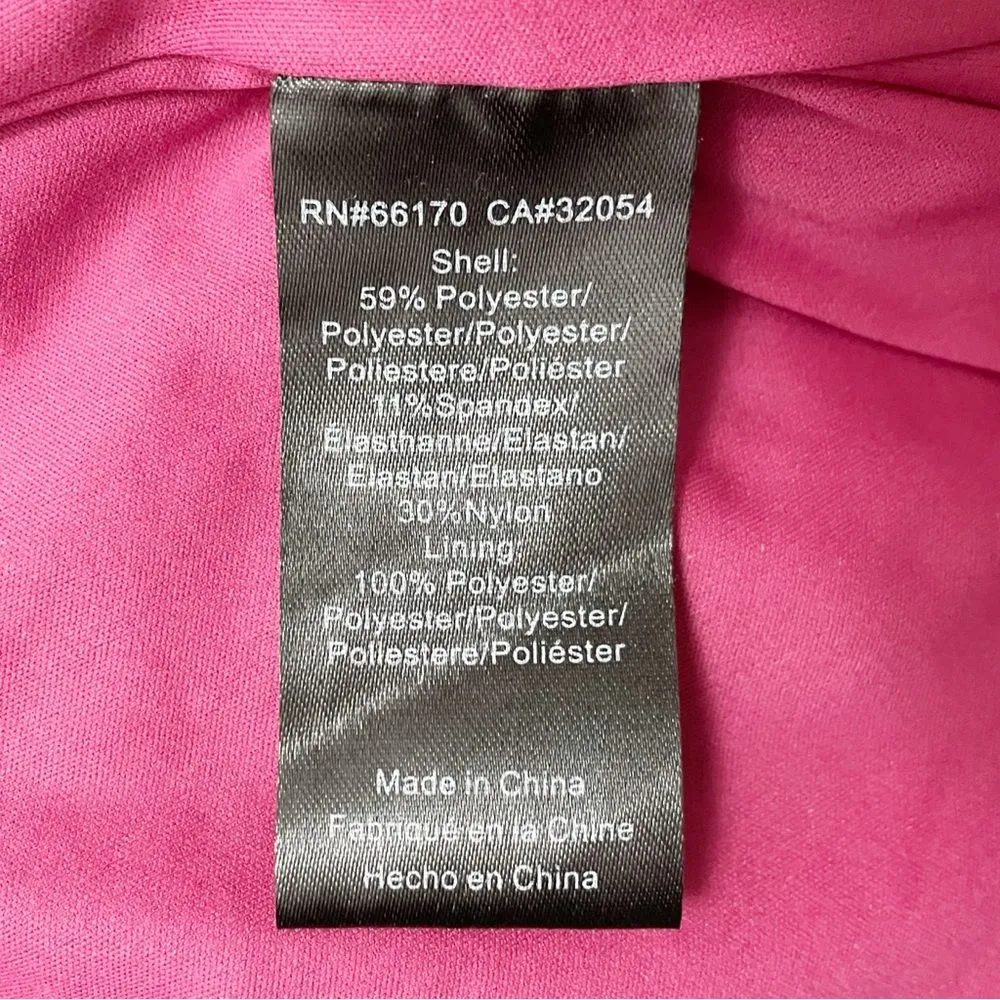 RN#66170 CA#32054
Shell:
59% Polyester/
Polyester/Polyester/
Poliestere/Poliéster
11%Spandex/
Élasthanne/Elastan/
Elastan/Elastano
30%Nylon
Lining:
100% Polyester/
Polyester/Polyester/
Poliestere/Poliéster
Made in China
Fabriqué en la Chine
Hecho en China